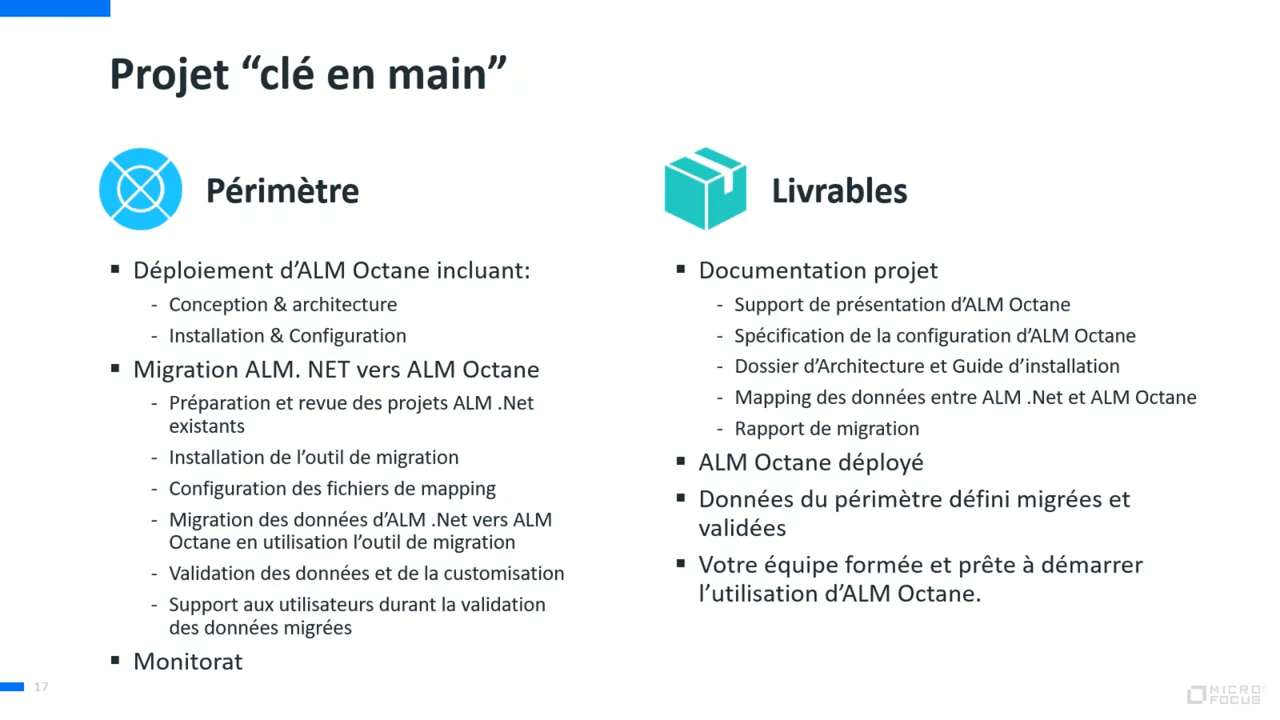 Projet “clé en main”
Périmètre
▪ Déploiement d’ALM Octane incluant:
- Conception & architecture
- Installation & Configuration
▪ Migration ALM. NET vers ALM Octane
- Préparation et revue des projets ALM .Net
existants
- Installation de l’outil de migration
- Configuration des fichiers de mapping
- Migration des données d’ALM .Net vers ALM
Octane en utilisation l’outil de migration
- Validation des données et de la customisation
- Support aux utilisateurs durant la validation
des données migrées
▪ Monitorat
Livrables
▪ Documentation projet
- Support de présentation d’ALM Octane
- Spécification de la configuration d’ALM Octane
- Dossier d’Architecture et Guide d’installation
- Mapping des données entre ALM .Net et ALM Octane
- Rapport de migration
▪ ALM Octane déployé
▪ Données du périmètre défini migrées et
validées
▪ Votre équipe formée et prête à démarrer
l’utilisation d’ALM Octane.
17
MICRO
FOCUS